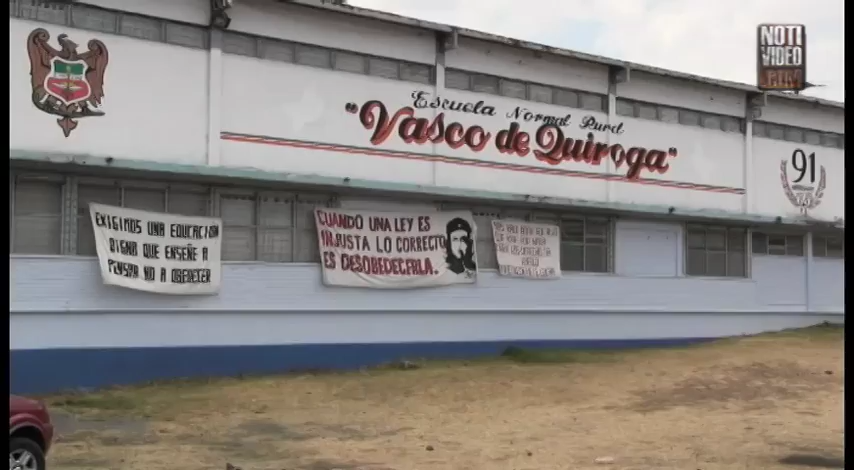 NOTI
VIDEO
.COM
Escuela Normal Rural
"Vasco de Quiroga"
91
EXIGIMOS UNA EDUCACION
DIGNA QUE ENSEÑE A
PENSAR NO A OBEDECER
CUANDO UNA LEY ES
INJUSTA LO CORRECTO
ES DESOBEDECERLA.